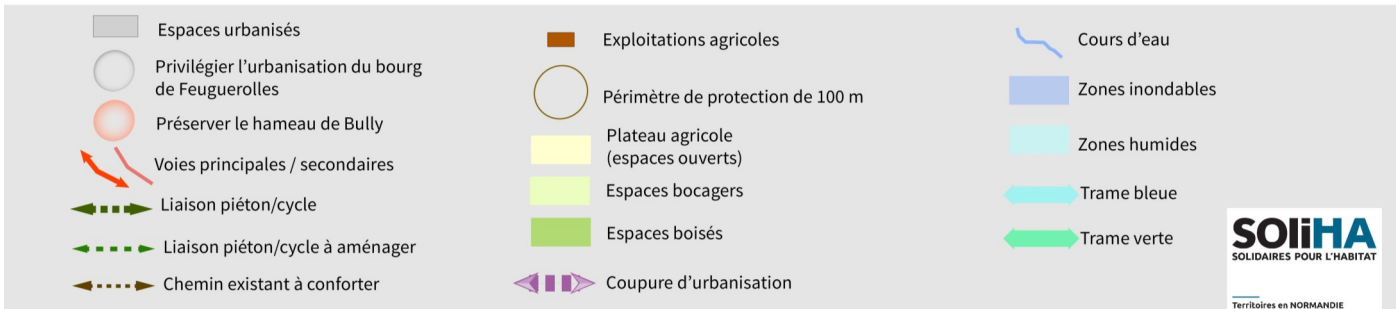 Espaces urbanisés
Privilégier l'urbanisation du bourg
de Feuguerolles
Préserver le hameau de Bully
Voies principales / secondaires
Liaison piéton/cycle
Liaison piéton/cycle à aménager
Chemin existant à conforter
Exploitations agricoles
Périmètre de protection de 100 m
Plateau agricole
(espaces ouverts)
Espaces bocagers
Espaces boisés
Coupure d'urbanisation
Cours d'eau
Zones inondables
Zones humides
Trame bleue
Trame verte
SOliHA
SOLIDAIRES POUR L'HABITAT
Territoires en NORMANDIE